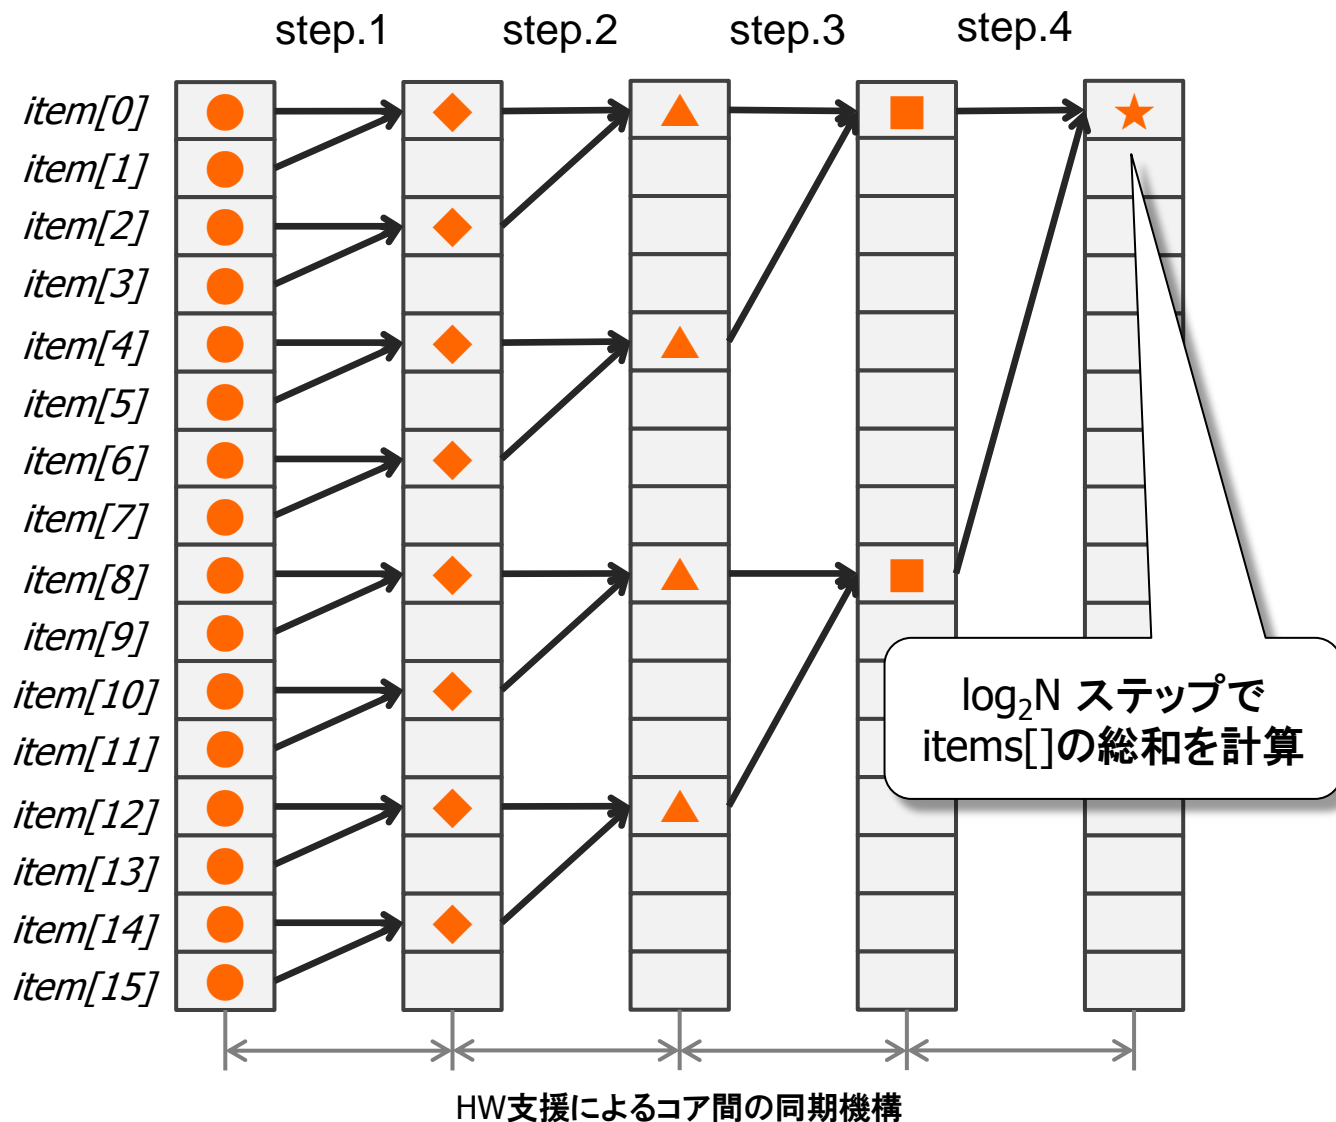 step.1 step.2 step.3 step.4
item[0]
item[1]
item[2]
item[3]
item[4]
item[5]
item[6]
item[7]
item[8]
item[9]
item[10]
item[11]
item[12]
item[13]
item[14]
item[15]
log₂N ステップで
items[]の総和を計算
HW支援によるコア間の同期機構